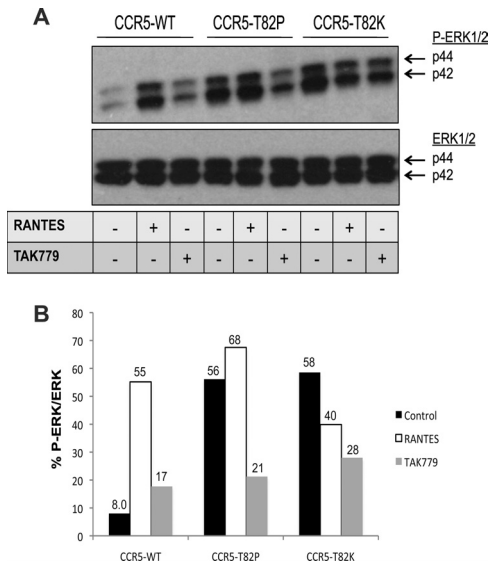 A
CCR5-WT CCR5-T82P CCR5-T82K
P-ERK1/2
p44
p42
ERK1/2
p44
p42
RANTES - + - - + - - + -
TAK779 - - + - - + - - +
B
% P-ERK/ERK
80
70
60
50
40
30
20
10
0
8.0 55 17
56 68 21
58 40 28
CCR5-WT CCR5-T82P CCR5-T82K
Control
RANTES
TAK779